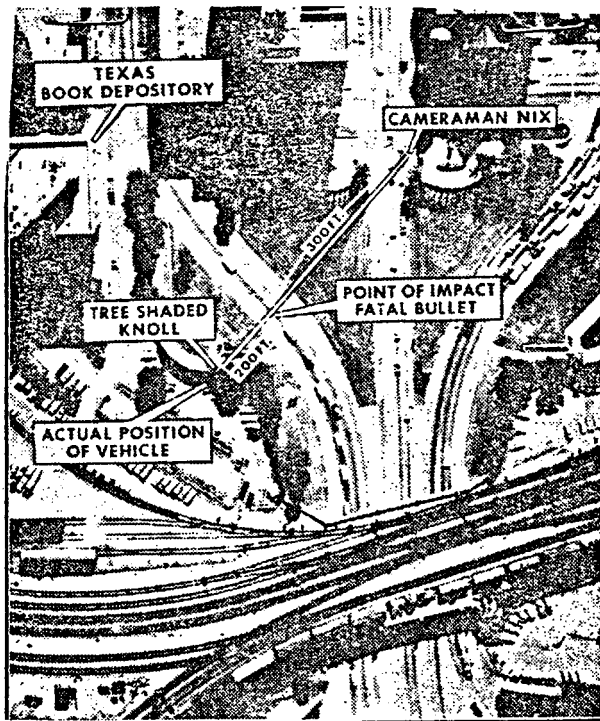 TEXAS
BOOK DEPOSITORY
CAMERAMAN NIX
300 FT.
POINT OF IMPACT
FATAL BULLET
TREE SHADED
KNOLL
200 FT.
ACTUAL POSITION
OF VEHICLE